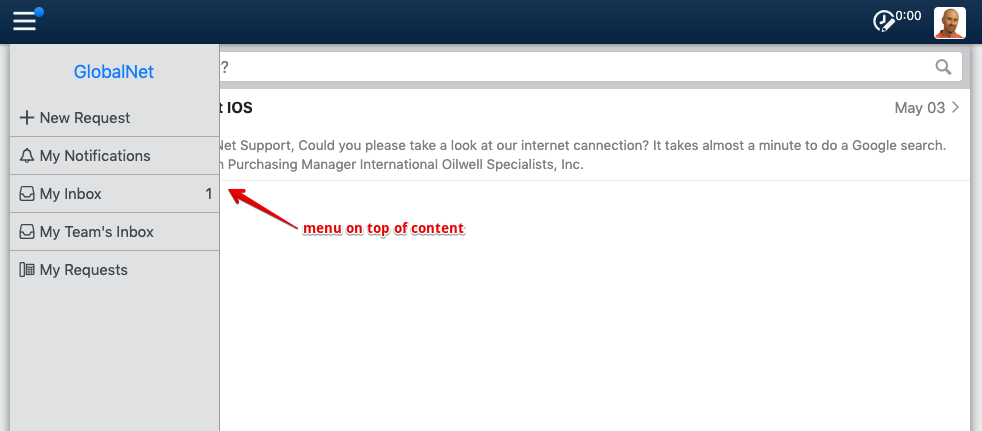 0:00
GlobalNet
?
New Request
t IOS
May 03
My Notifications
Net Support, Could you please take a look at our internet cannection? It takes almost a minute to do a Google search.
Purchasing Manager International Oilwell Specialists, Inc.
My Inbox 1
menu on top of content
My Team's Inbox
My Requests